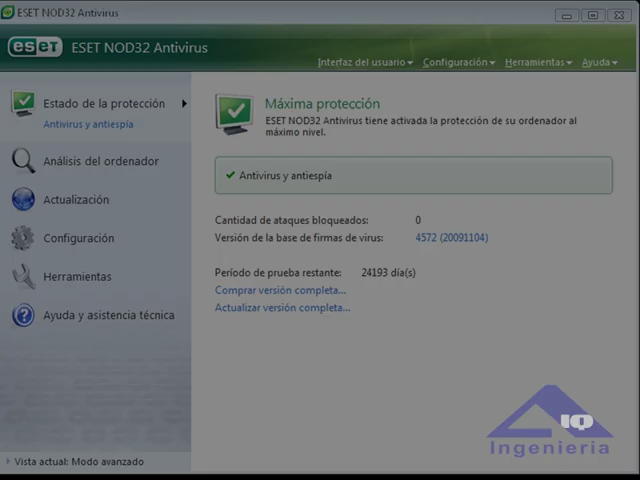 ESET NOD32 Antivirus
eset ESET NOD32 Antivirus
Interfaz del usuario Configuración Herramientas Ayuda
Estado de la protección
Antivirus y antiespía
Análisis del ordenador
Actualización
Configuración
Herramientas
Ayuda y asistencia técnica
Vista actual: Modo avanzado
Máxima protección
ESET NOD32 Antivirus tiene activada la protección de su ordenador al
máximo nivel.
Antivirus y antiespía
Cantidad de ataques bloqueados: 0
Versión de la base de firmas de virus: 4572 (20091104)
Período de prueba restante: 24193 día(s)
Comprar versión completa...
Actualizar versión completa...
IQ
Ingenieria